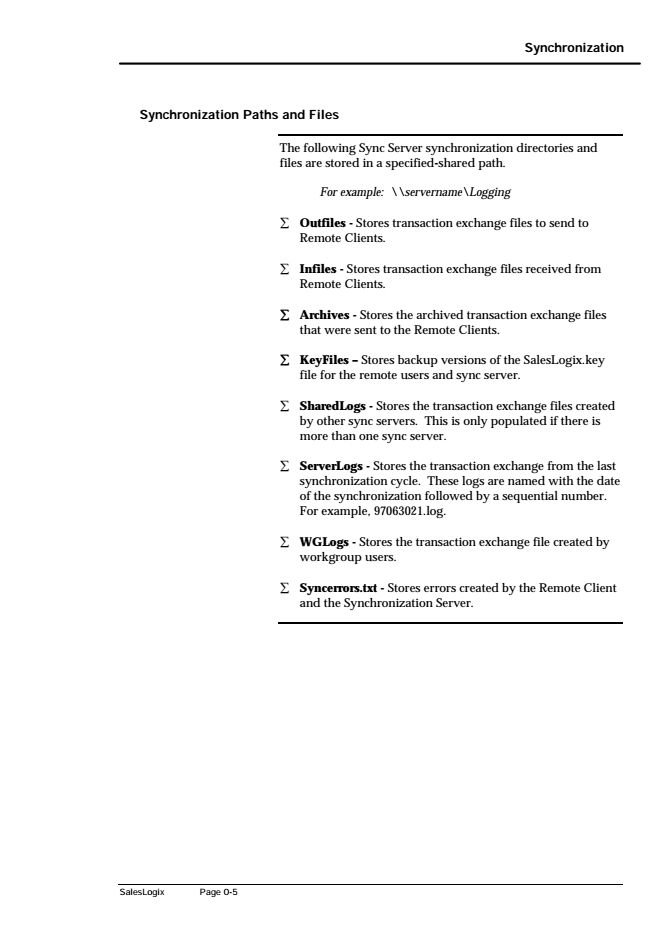 Synchronization
Synchronization Paths and Files
The following Sync Server synchronization directories and
files are stored in a specified-shared path.
For example: \\servername\Logging
Σ Outfiles - Stores transaction exchange files to send to
Remote Clients.
Σ Infiles - Stores transaction exchange files received from
Remote Clients.
Σ Archives - Stores the archived transaction exchange files
that were sent to the Remote Clients.
Σ KeyFiles – Stores backup versions of the SalesLogix.key
file for the remote users and sync server.
Σ SharedLogs - Stores the transaction exchange files created
by other sync servers. This is only populated if there is
more than one sync server.
Σ ServerLogs - Stores the transaction exchange from the last
synchronization cycle. These logs are named with the date
of the synchronization followed by a sequential number.
For example, 97063021.log.
Σ WGLogs - Stores the transaction exchange file created by
workgroup users.
Σ Syncerrors.txt - Stores errors created by the Remote Client
and the Synchronization Server.
SalesLogix Page 0-5